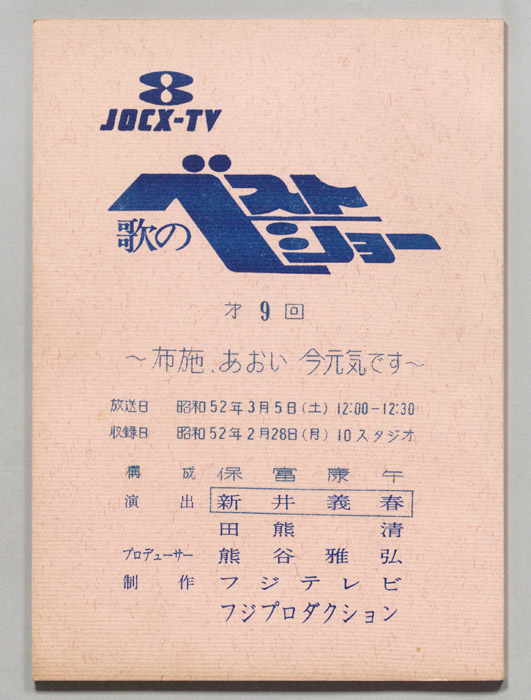 8
JOCX-TV
歌の ベストショー
才 9 回
〜布施、あおい 今元気です〜
放送日 昭和52年3月5日(土) 12:00-12:30
収録日 昭和52年2月28日(月) 10スタジオ
構成 保富康午
演出 新井義春
田熊 清
プロデューサー 熊谷雅弘
制作 フジテレビ
フジプロダクション